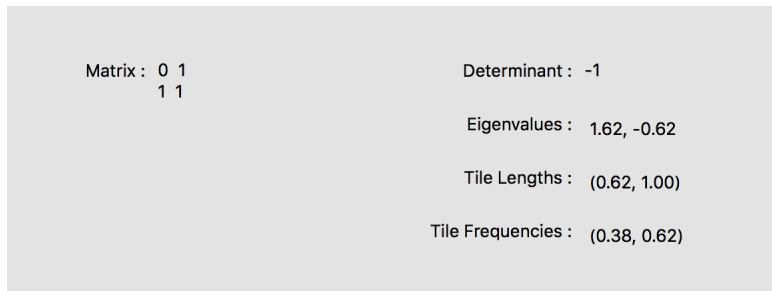 Matrix : 0 1
1 1
Determinant : -1
Eigenvalues : 1.62, -0.62
Tile Lengths : (0.62, 1.00)
Tile Frequencies : (0.38, 0.62)